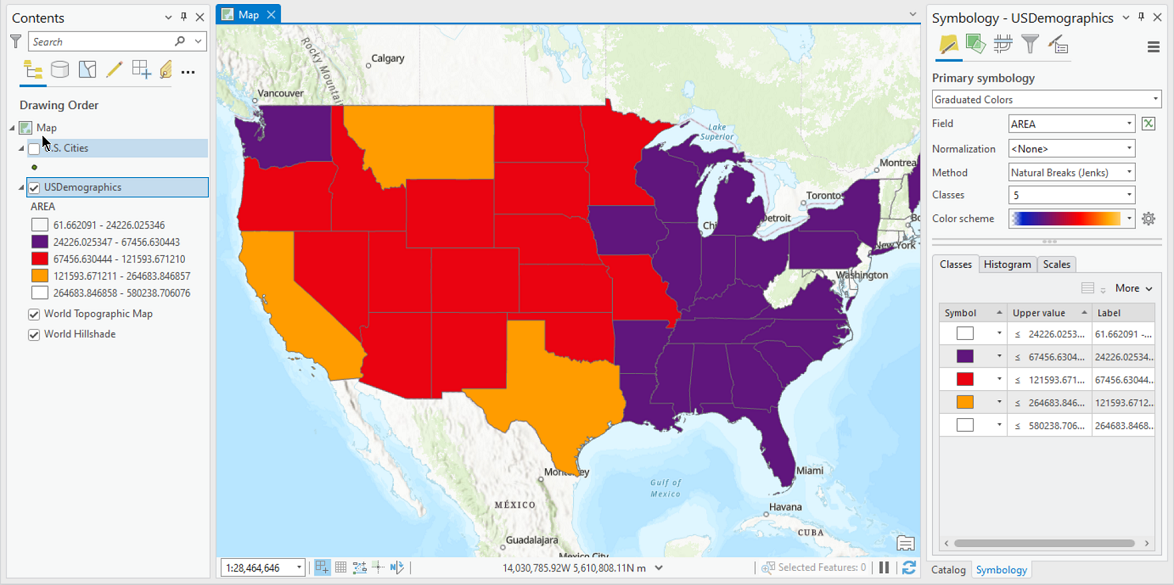 Contents
Search
Drawing Order
Map
U.S. Cities
USDemographics
AREA
61.662091 - 24226.025346
24226.025347 - 67456.630443
67456.630444 - 121593.671210
121593.671211 - 264683.846857
264683.846858 - 580238.706076
World Topographic Map
World Hillshade
Map
Rocky Mountai
Calgary
Vancouver
Lake
Superior
Montrea
Toronto
Detroit
Chi
New York
Bo
Washington
Miami
Monterrey
Gulf of
Mexico
MÉXICO
Havana
CUBA
Guadalajara
Mexico City
1:28,464,646
14,030,785.92W 5,610,808.11N m
Selected Features: 0
Symbology - USDemographics
Primary symbology
Graduated Colors
Field
AREA
Normalization
<None>
Method
Natural Breaks (Jenks)
Classes
5
Color scheme
Classes
Histogram
Scales
More
Symbol
Upper value
Label
≤ 24226.0253...
61.662091 -...
≤ 67456.6304...
24226.02534...
≤ 121593.671...
67456.63044...
≤ 264683.846...
121593.6712...
≤ 580238.706...
264683.8468...
Catalog
Symbology